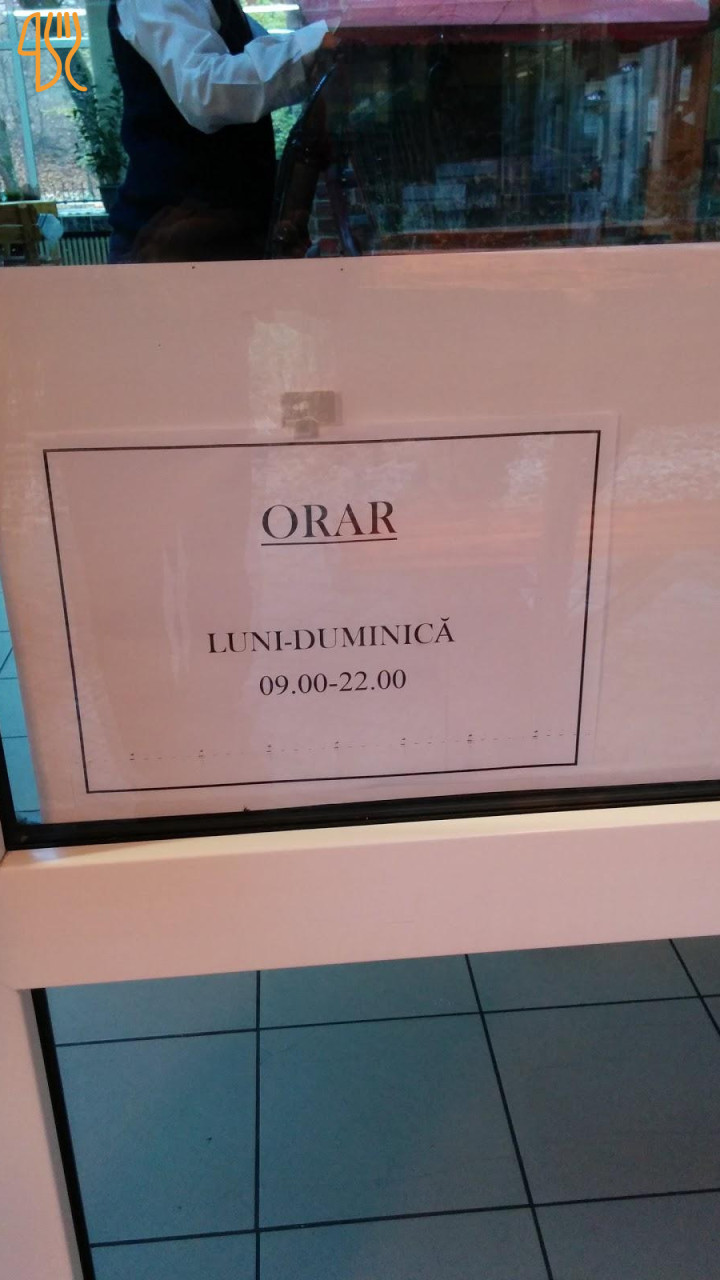 ORAR
LUNI-DUMINICĂ
09.00-22.00